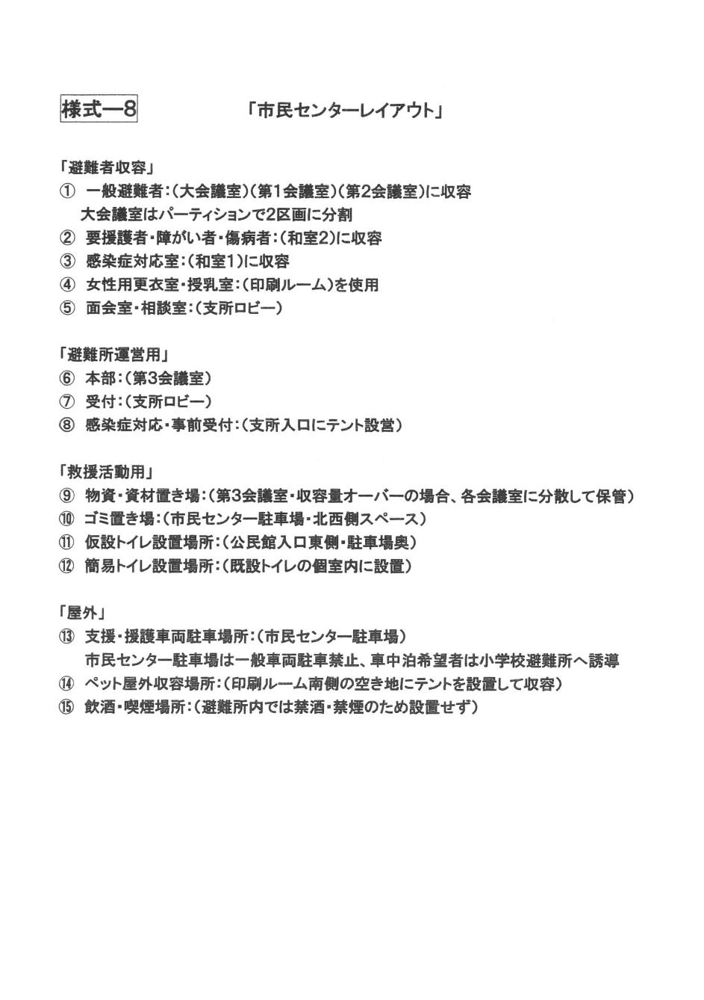 様式―8
「市民センターレイアウト」
「避難者収容」
① 一般避難者：（大会議室）（第1会議室）（第2会議室）に収容
大会議室はパーティションで2区画に分割
② 要援護者・障がい者・傷病者：（和室2）に収容
③ 感染症対応室：（和室1）に収容
④ 女性用更衣室・授乳室：（印刷ルーム）を使用
⑤ 面会室・相談室：（支所ロビー）
「避難所運営用」
⑥ 本部：（第3会議室）
⑦ 受付：（支所ロビー）
⑧ 感染症対応・事前受付：（支所入口にテント設営）
「救援活動用」
⑨ 物資・資材置き場：（第3会議室・収容量オーバーの場合、各会議室に分散して保管）
⑩ ゴミ置き場：（市民センター駐車場・北西側スペース）
⑪ 仮設トイレ設置場所：（公民館入口東側・駐車場奥）
⑫ 簡易トイレ設置場所：（既設トイレの個室内に設置）
「屋外」
⑬ 支援・援護車両駐車場所：（市民センター駐車場）
市民センター駐車場は一般車両駐車禁止、車中泊希望者は小学校避難所へ誘導
⑭ ペット屋外収容場所：（印刷ルーム南側の空き地にテントを設置して収容）
⑮ 飲酒・喫煙場所：（避難所内では禁酒・禁煙のため設置せず）